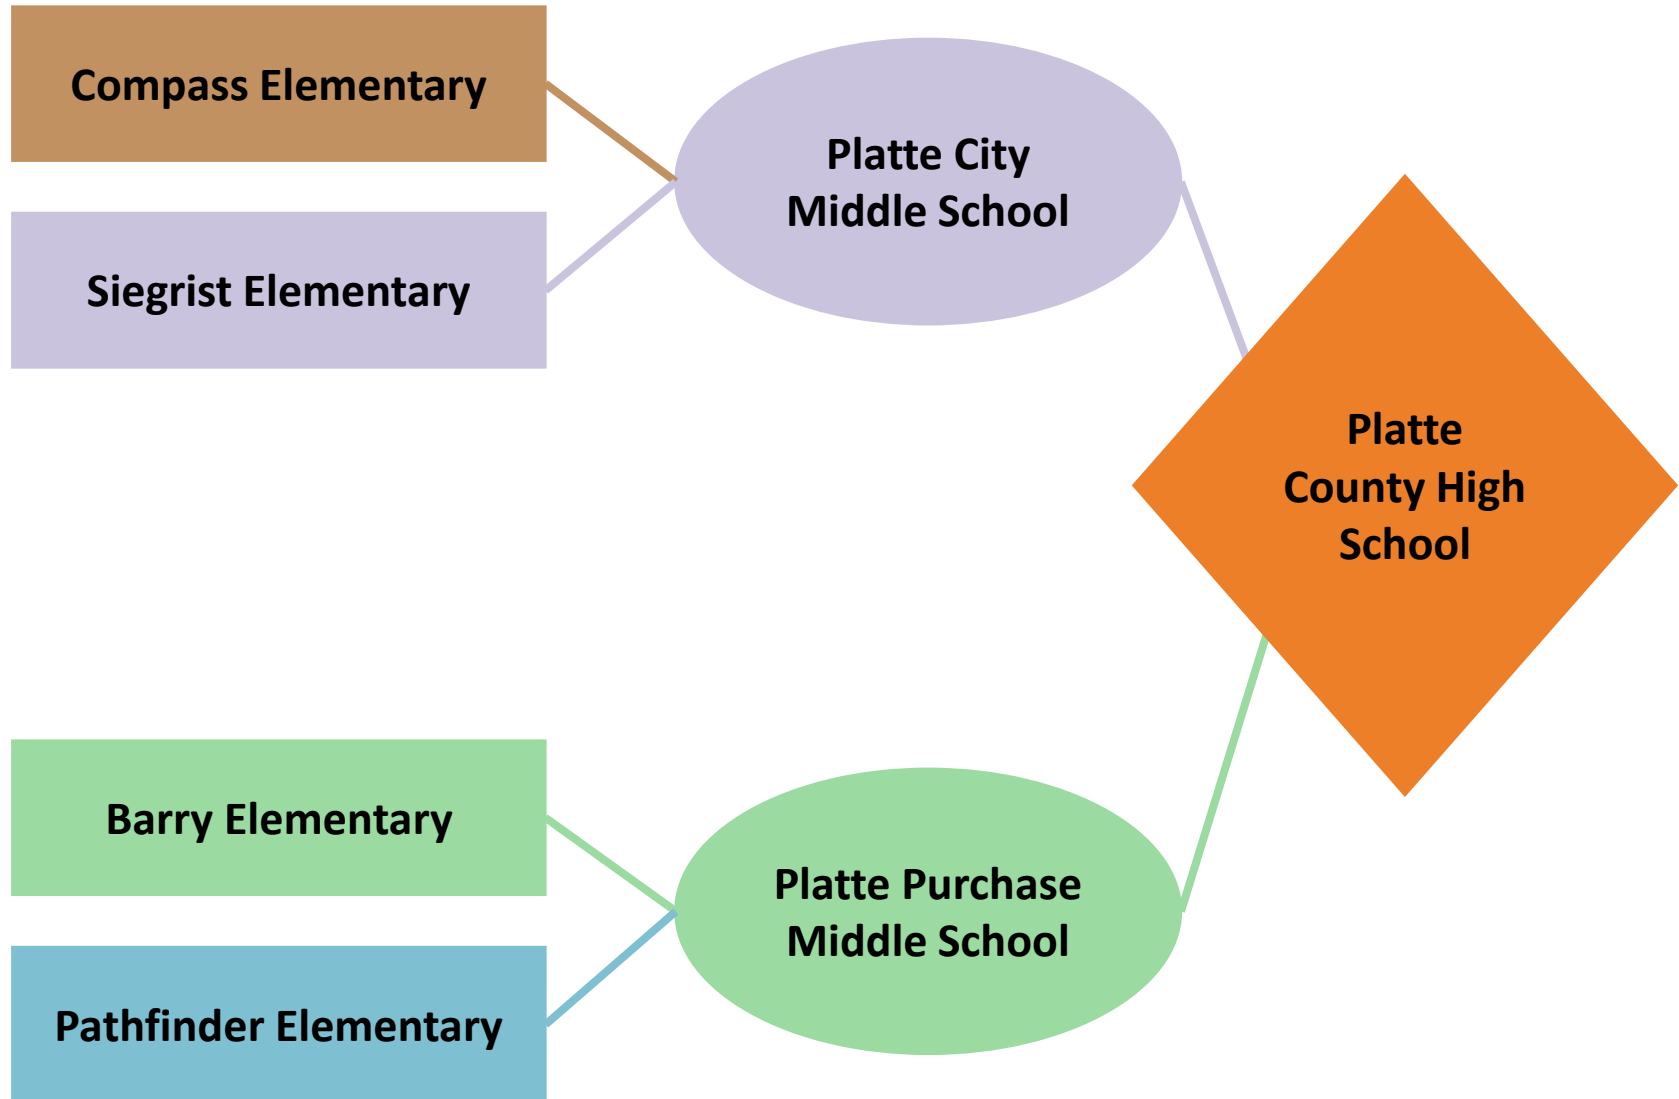 Compass Elementary
Siegrist Elementary
Platte City
Middle School
Platte
County High
School
Barry Elementary
Pathfinder Elementary
Platte Purchase
Middle School